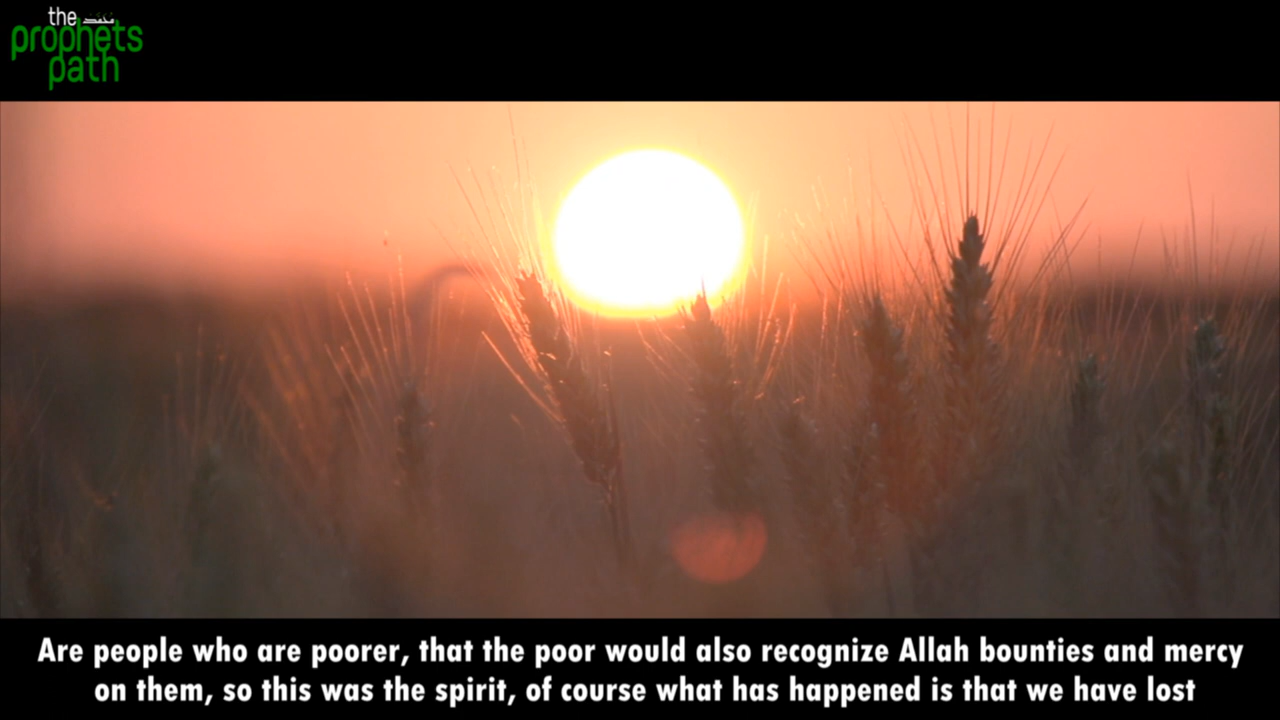 the محمد
prophets
path
Are people who are poorer, that the poor would also recognize Allah bounties and mercy
on them, so this was the spirit, of course what has happened is that we have lost